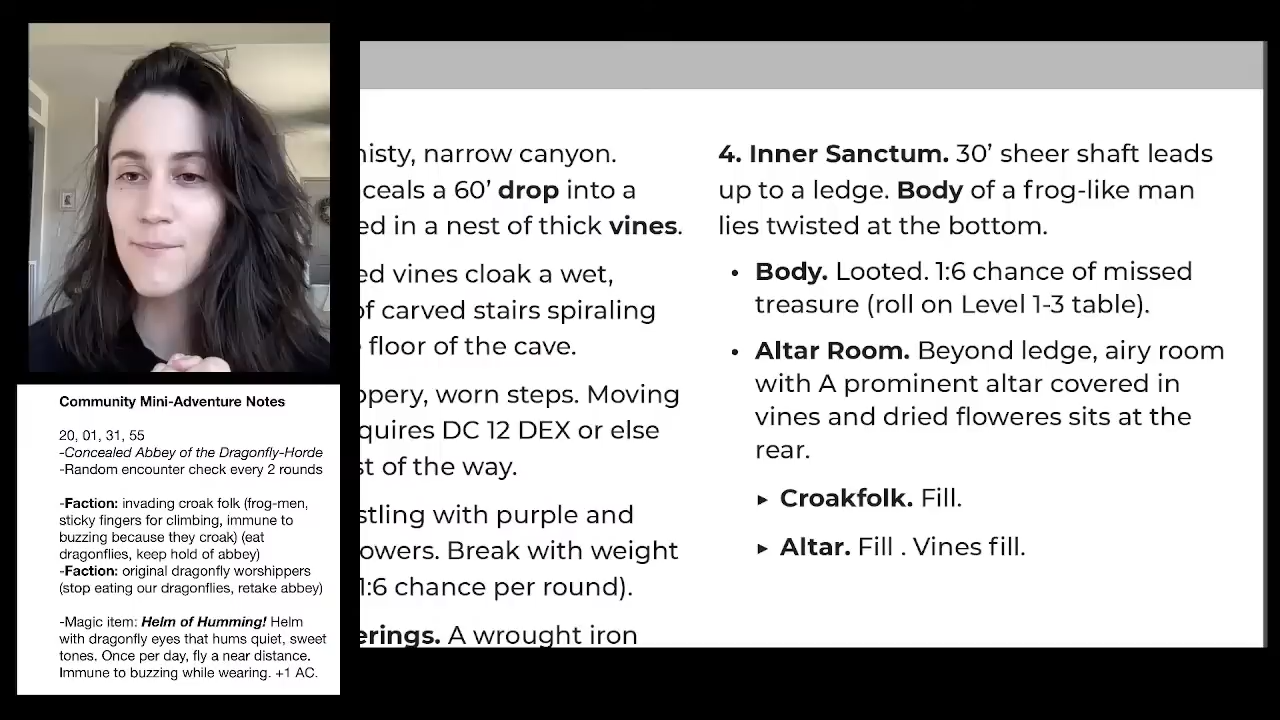 Community Mini-Adventure Notes
20, 01, 31, 55
-Concealed Abbey of the Dragonfly-Horde
-Random encounter check every 2 rounds
-Faction: invading croak folk (frog-men,
sticky fingers for climbing, immune to
buzzing because they croak) (eat
dragonflies, keep hold of abbey)
-Faction: original dragonfly worshippers
(stop eating our dragonflies, retake abbey)
-Magic item: Helm of Humming! Helm
with dragonfly eyes that hums quiet, sweet
tones. Once per day, fly a near distance.
Immune to buzzing while wearing. +1 AC.
misty, narrow canyon.
ceals a 60’ drop into a
ed in a nest of thick vines.
ed vines cloak a wet,
of carved stairs spiraling
floor of the cave.
ppery, worn steps. Moving
quires DC 12 DEX or else
st of the way.
stling with purple and
owers. Break with weight
1:6 chance per round).
erings. A wrought iron
4. Inner Sanctum. 30’ sheer shaft leads
up to a ledge. Body of a frog-like man
lies twisted at the bottom.
• Body. Looted. 1:6 chance of missed
treasure (roll on Level 1-3 table).
• Altar Room. Beyond ledge, airy room
with A prominent altar covered in
vines and dried floweres sits at the
rear.
▸ Croakfolk. Fill.
▸ Altar. Fill . Vines fill.